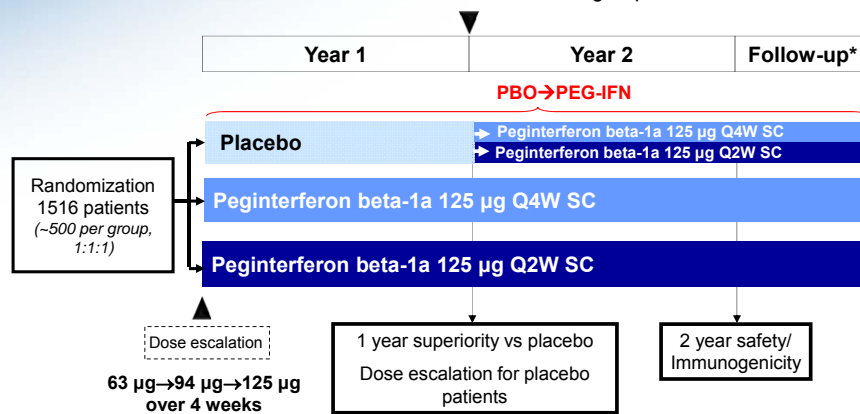 Year 1 Year 2 Follow-up*
PBO→PEG-IFN
Placebo
Peginterferon beta-1a 125 µg Q4W SC
Peginterferon beta-1a 125 µg Q2W SC
Randomization
1516 patients
(~500 per group,
1:1:1)
Peginterferon beta-1a 125 µg Q4W SC
Peginterferon beta-1a 125 µg Q2W SC
Dose escalation
63 µg→94 µg→125 µg
over 4 weeks
1 year superiority vs placebo
Dose escalation for placebo
patients
2 year safety/
Immunogenicity